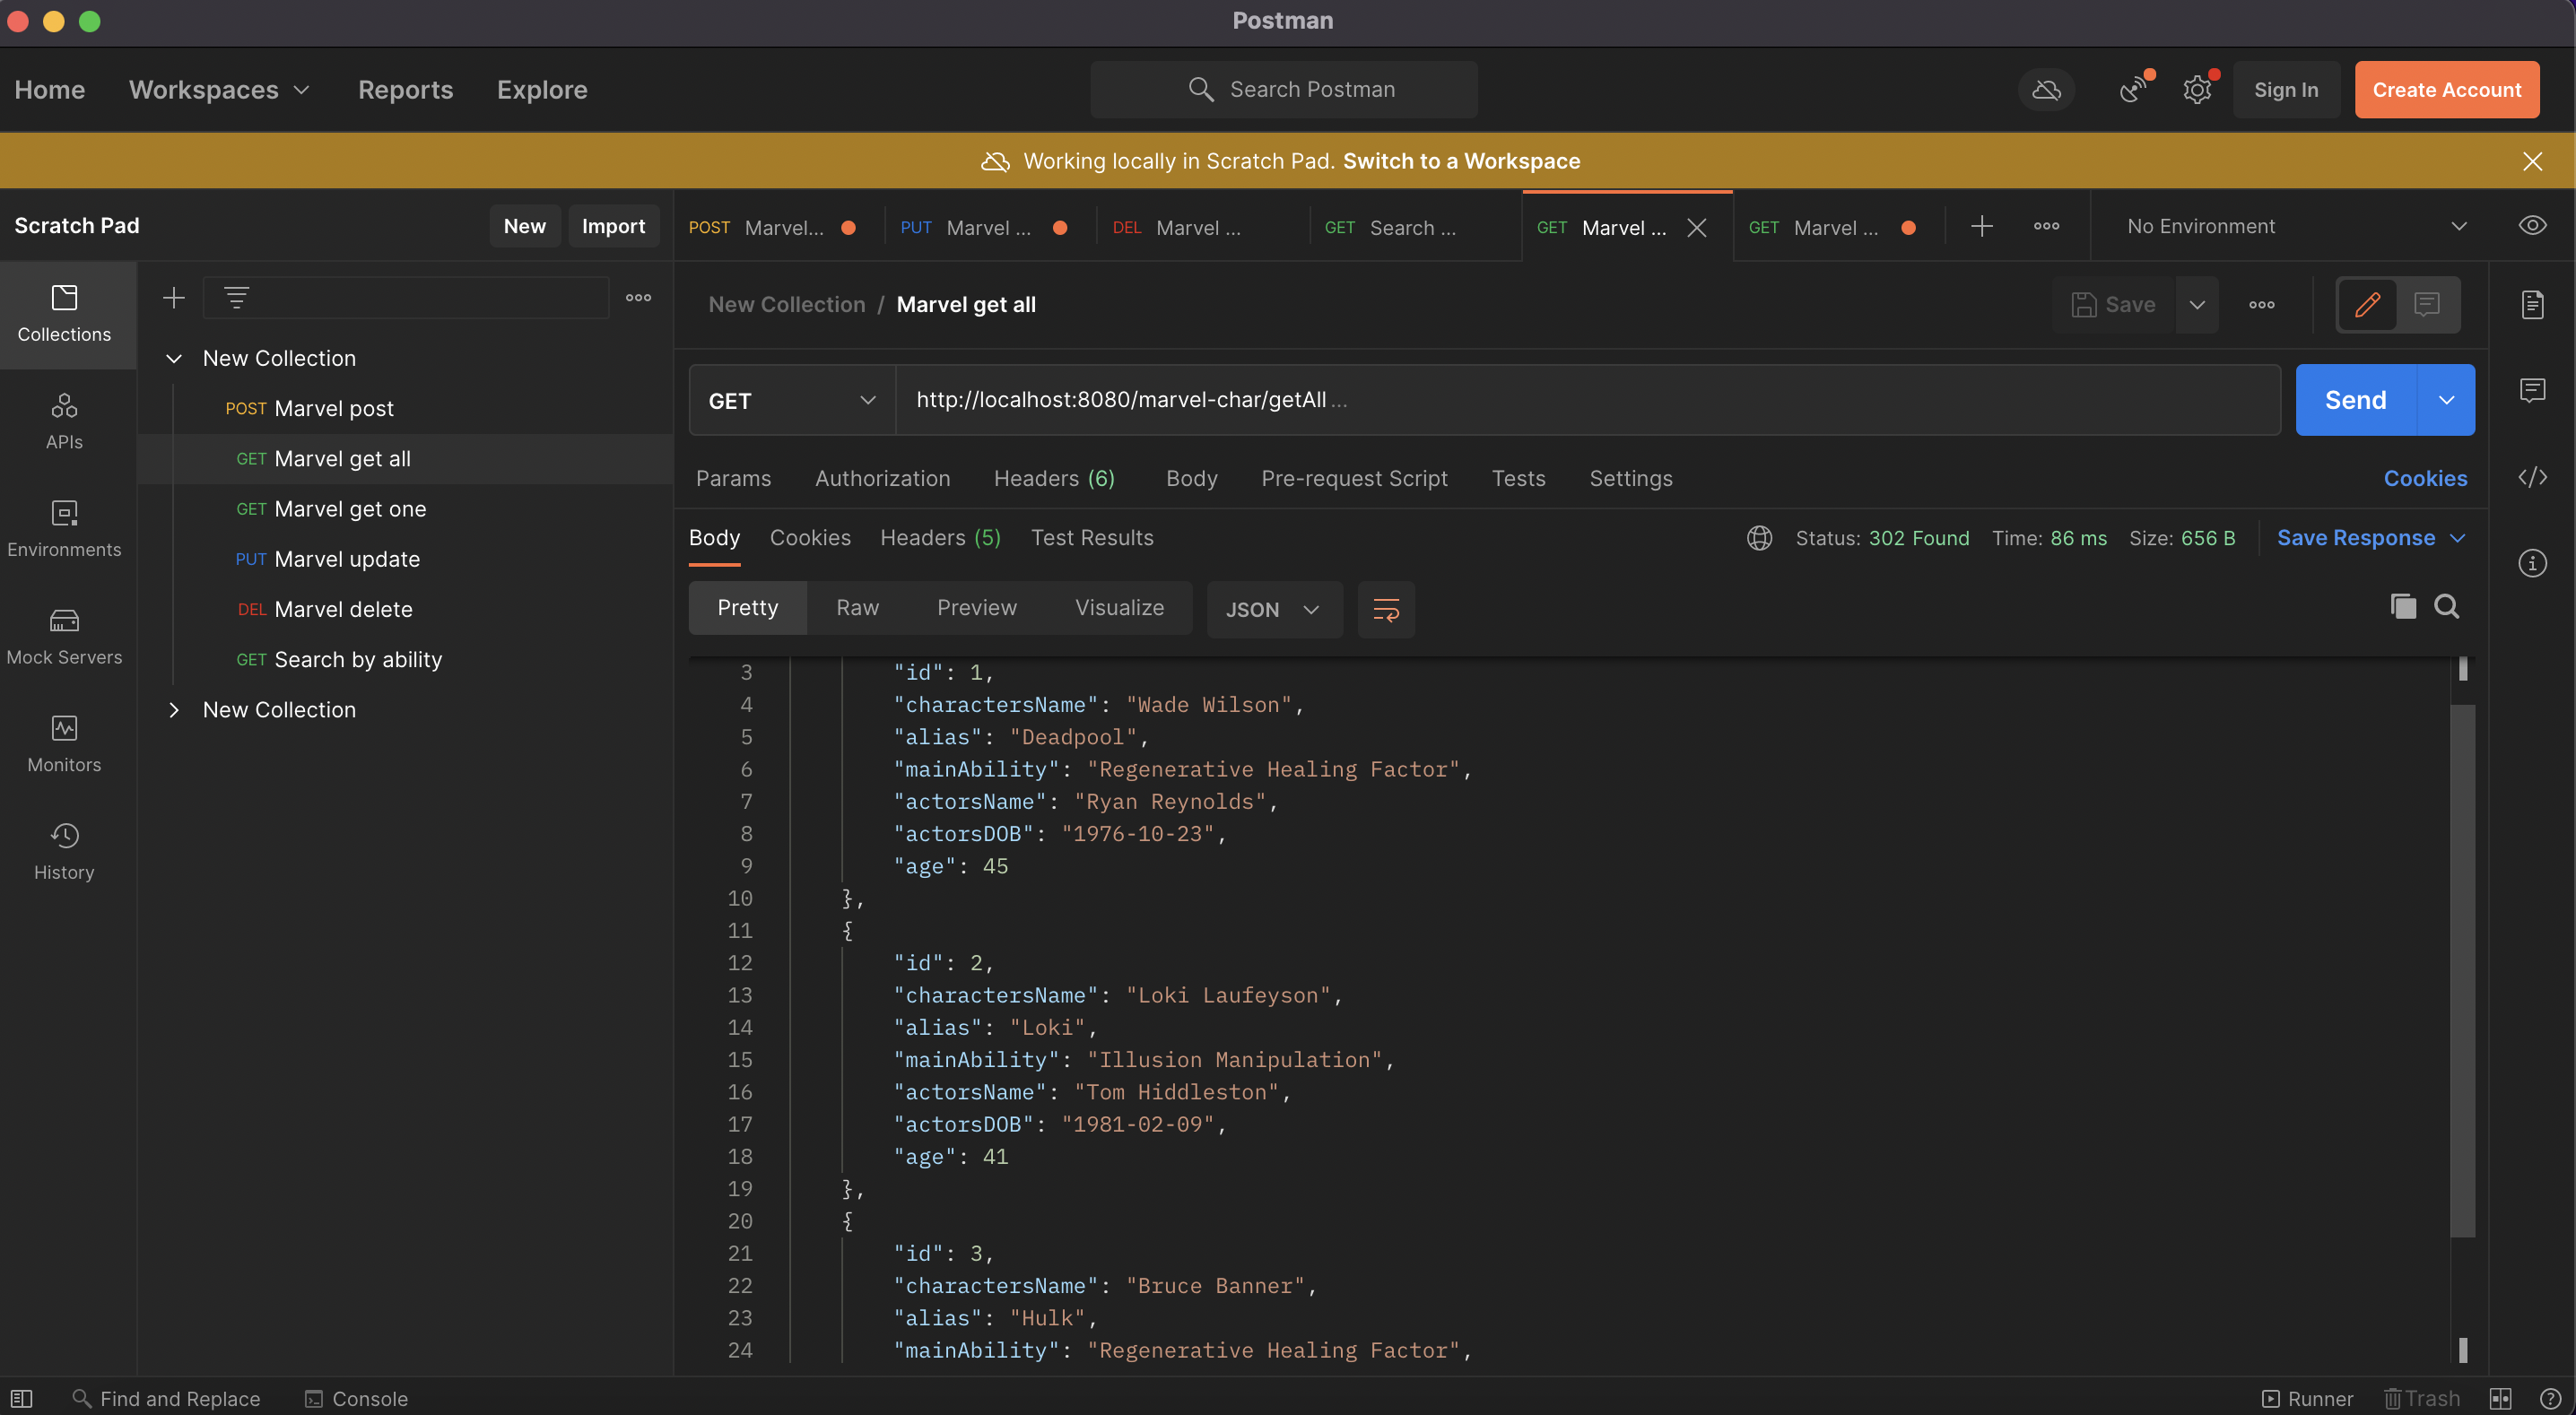 Postman
Home Workspaces Reports Explore Search Postman Sign In Create Account
Working locally in Scratch Pad. Switch to a Workspace
Scratch Pad New Import POST Marvel... PUT Marvel ... DEL Marvel ... GET Search ... GET Marvel ... GET Marvel ... No Environment
New Collection / Marvel get all Save
Collections
New Collection
POST Marvel post
GET Marvel get all
GET Marvel get one
PUT Marvel update
DEL Marvel delete
GET Search by ability
New Collection
APIs
Environments
Mock Servers
Monitors
History
GET http://localhost:8080/marvel-char/getAll ... Send
Params Authorization Headers (6) Body Pre-request Script Tests Settings Cookies
Body Cookies Headers (5) Test Results Status: 302 Found Time: 86 ms Size: 656 B Save Response
Pretty Raw Preview Visualize JSON
3 "id": 1,
4 "charactersName": "Wade Wilson",
5 "alias": "Deadpool",
6 "mainAbility": "Regenerative Healing Factor",
7 "actorsName": "Ryan Reynolds",
8 "actorsDOB": "1976-10-23",
9 "age": 45
10 },
11 {
12 "id": 2,
13 "charactersName": "Loki Laufeyson",
14 "alias": "Loki",
15 "mainAbility": "Illusion Manipulation",
16 "actorsName": "Tom Hiddleston",
17 "actorsDOB": "1981-02-09",
18 "age": 41
19 },
20 {
21 "id": 3,
22 "charactersName": "Bruce Banner",
23 "alias": "Hulk",
24 "mainAbility": "Regenerative Healing Factor",
Find and Replace Console Runner Trash